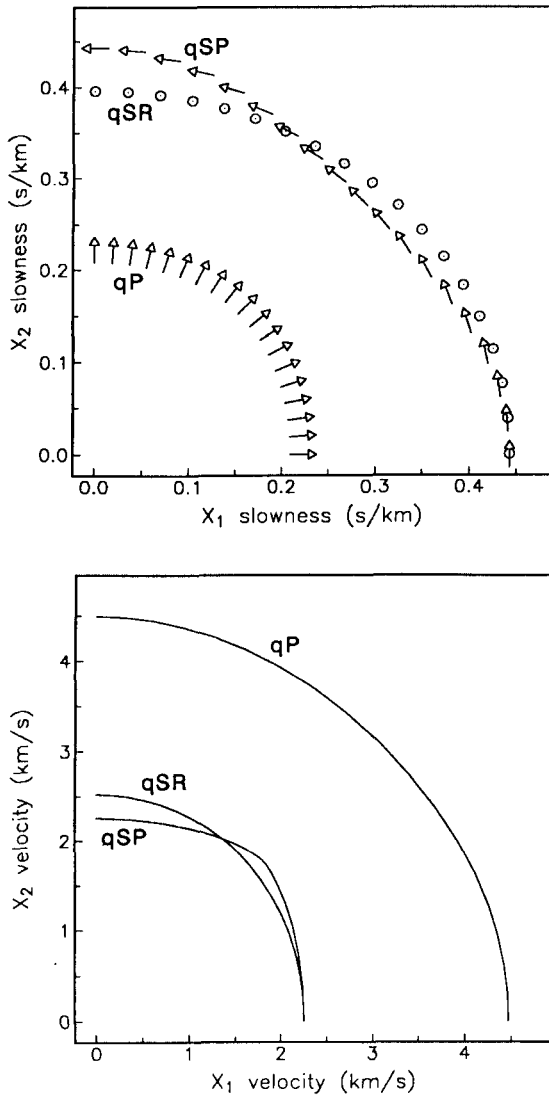 qSP
qSR
qP
0.4
0.3
0.2
0.1
0.0
X₂ slowness (s/km)
0.0 0.1 0.2 0.3 0.4
X₁ slowness (s/km)
qP
qSR
qSP
4
3
2
1
0
X₂ velocity (km/s)
0 1 2 3 4
X₁ velocity (km/s)